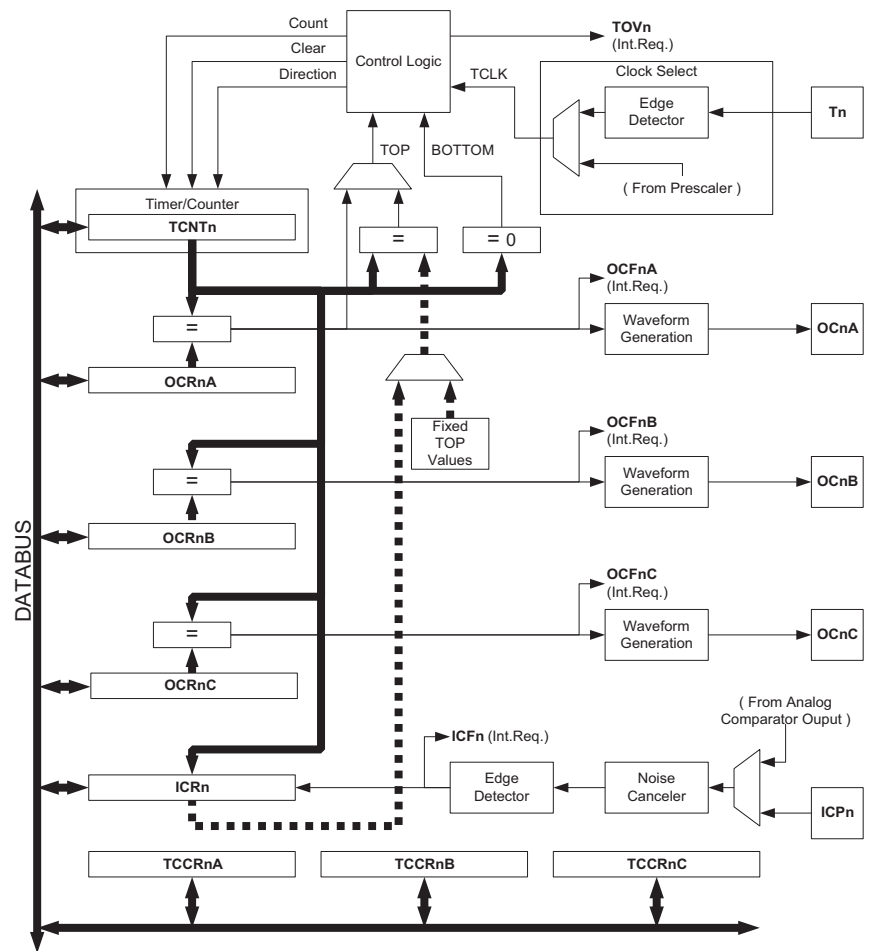 Count
Clear
Direction
Control Logic
TOVn
(Int.Req.)
TCLK
Clock Select
Edge
Detector
Tn
( From Prescaler )
TOP
BOTTOM
Timer/Counter
TCNTn
=
= 0
=
OCRnA
OCFnA
(Int.Req.)
Waveform
Generation
OCnA
Fixed
TOP
Values
=
OCRnB
OCFnB
(Int.Req.)
Waveform
Generation
OCnB
DATABUS
=
OCRnC
OCFnC
(Int.Req.)
Waveform
Generation
OCnC
( From Analog
Comparator Ouput )
ICFn (Int.Req.)
ICRn
Edge
Detector
Noise
Canceler
ICPn
TCCRnA
TCCRnB
TCCRnC